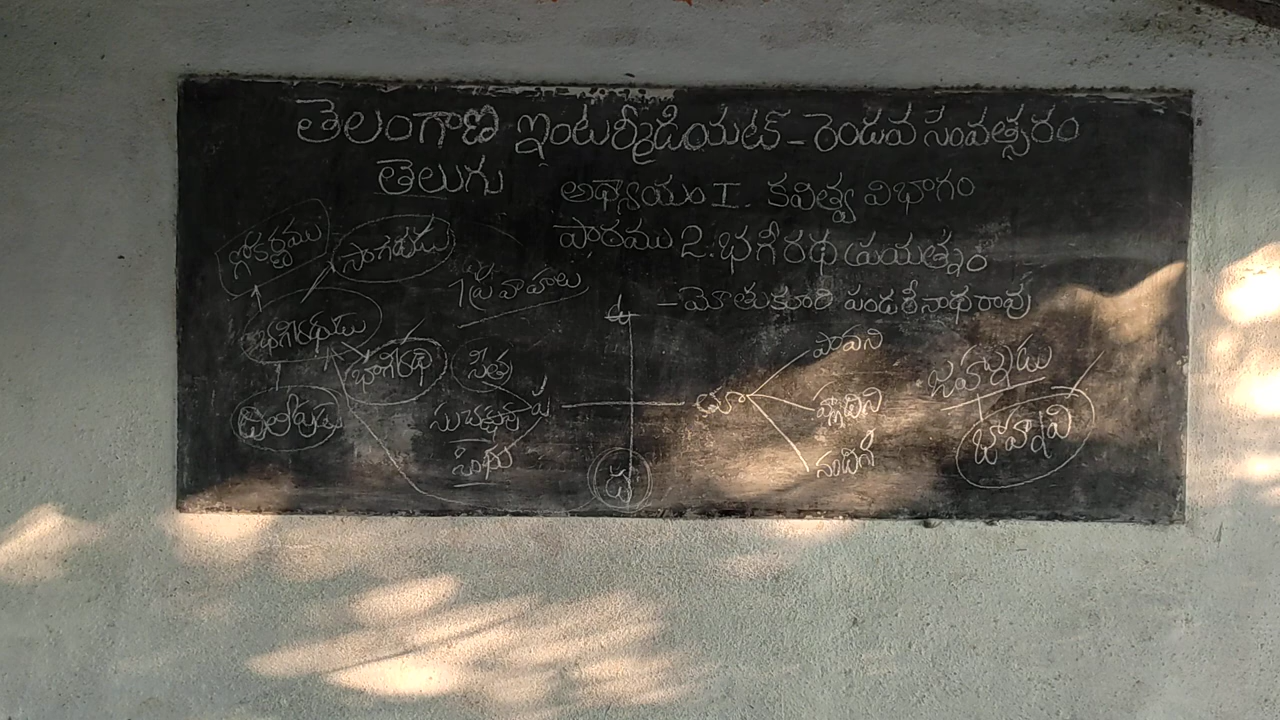 తెలంగాణ ఇంటర్మీడియట్ - రెండవ సంవత్సరం
తెలుగు
అధ్యాయం I. కవిత్వ విభాగం
పాఠము 2. భగీరథ ప్రయత్నం
- మోతుకూరి పండరీనాథరావు
గోకర్ణము
సాగరుడు
7 ప్రవాహాలు
ఉ
భగీరథుడు
భాగీరథి
సీత
పావని
జహ్నుడు
దిలీపుడు
సుచక్షువు
ప
తూ
హ్లాదిని
జాహ్నవి
సింధు
నందిని
ద